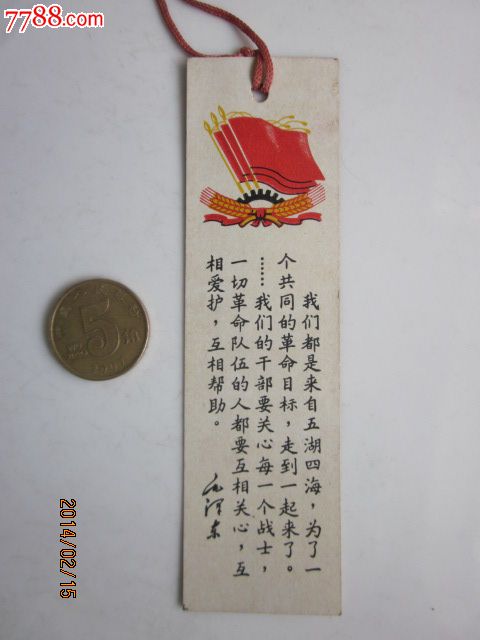 7788.com
我们都是来自五湖四海，为了一
个共同的革命目标，走到一起来了。
……我们的干部要关心每一个战士，
一切革命队伍的人都要互相关心，互
相爱护，互相帮助。
毛泽东
5角
2014/02/15